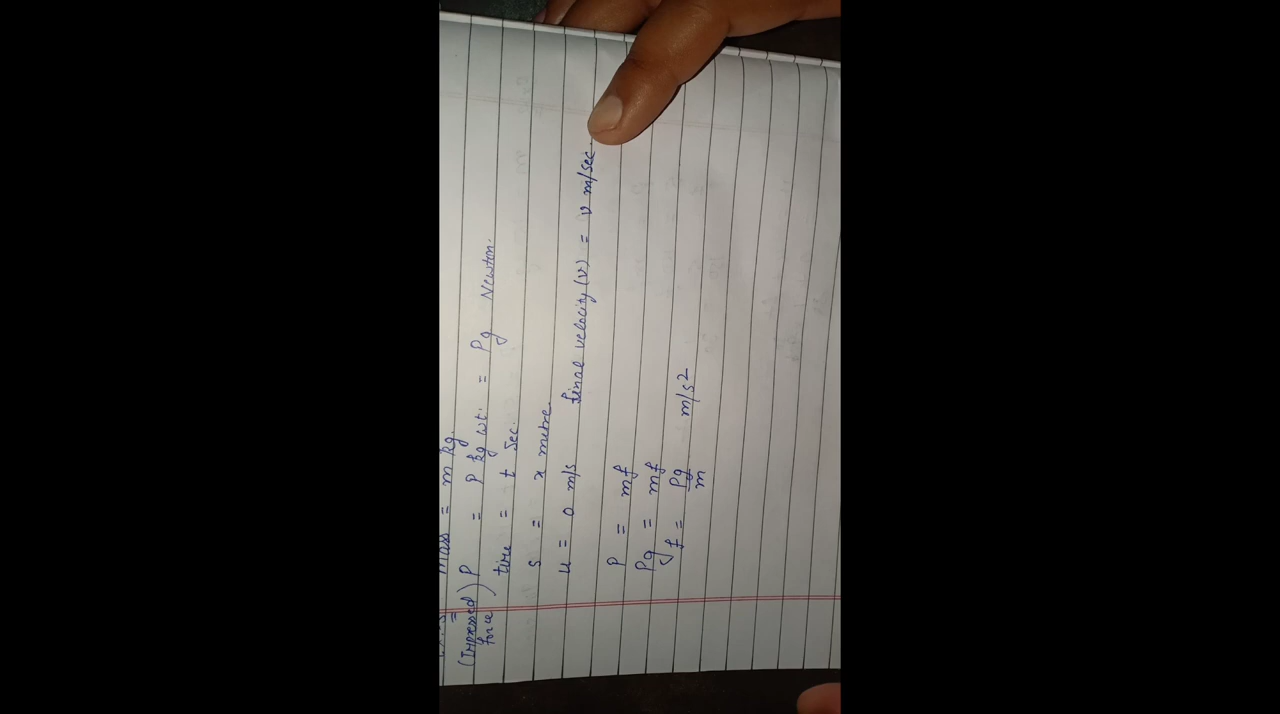 mass = m kg.
(Impressed force) P = P kg wt. = Pg Newton.
time = t sec.
s = x metre.
u = 0 m/s final velocity (v) = v m/sec.
P = mf
Pg = mf
f = Pg/m m/s²